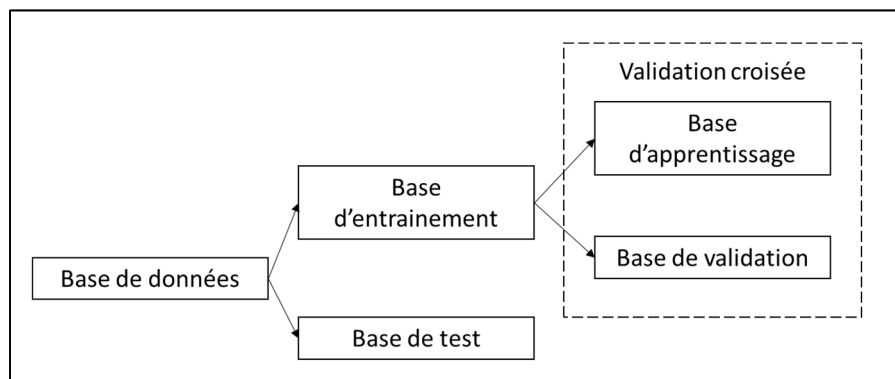 Validation croisée
Base
d'apprentissage
Base
d'entrainement
Base de validation
Base de données
Base de test